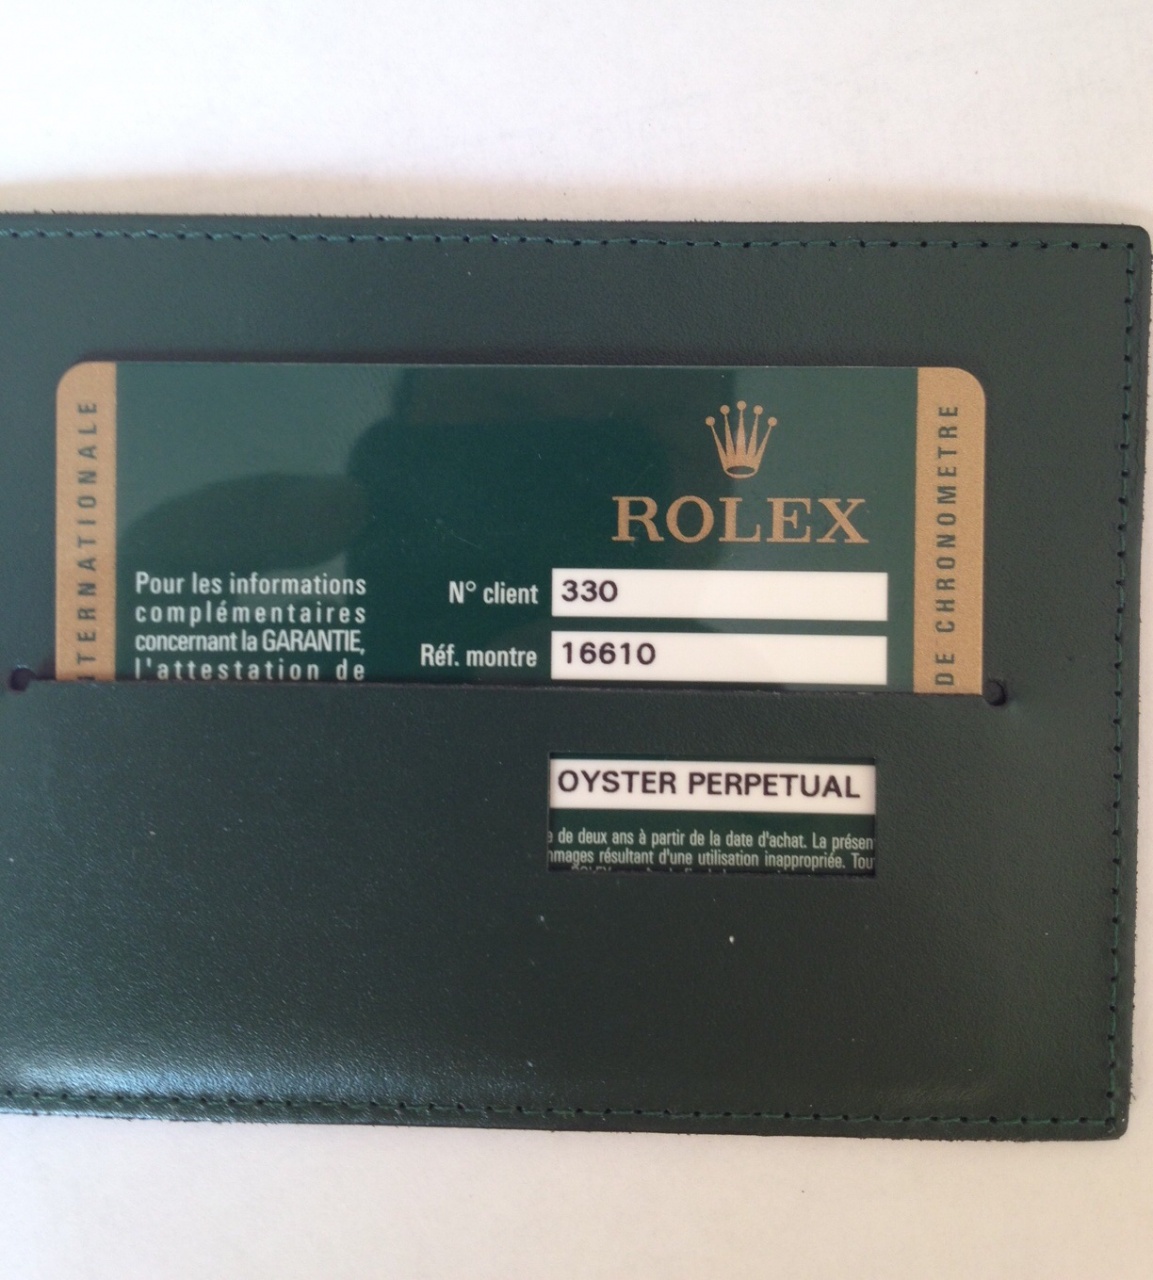 TERNATIONALE
ROLEX
DE CHRONOMETRE
Pour les informations
complémentaires
concernant la GARANTIE,
l'attestation de
N° client 330
Réf. montre 16610
OYSTER PERPETUAL
de deux ans à partir de la date d'achat. La présen
mmages résultant d'une utilisation inappropriée. Tou